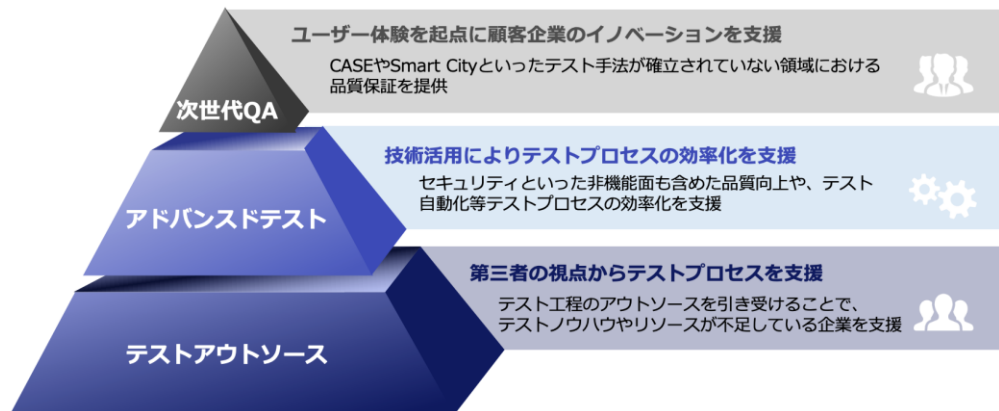 ユーザー体験を起点に顧客企業のイノベーションを支援
CASEやSmart Cityといったテスト手法が確立されていない領域における
品質保証を提供
次世代QA
技術活用によりテストプロセスの効率化を支援
セキュリティといった非機能面も含めた品質向上や、テスト
自動化等テストプロセスの効率化を支援
アドバンスドテスト
第三者の視点からテストプロセスを支援
テスト工程のアウトソースを引き受けることで、
テストノウハウやリソースが不足している企業を支援
テストアウトソース